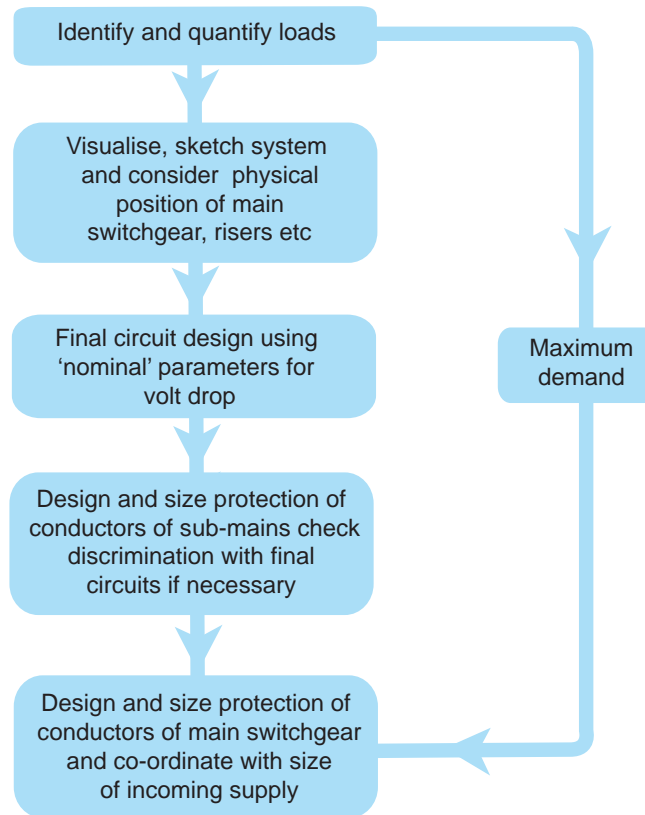 Identify and quantify loads
Visualise, sketch system
and consider physical
position of main
switchgear, risers etc
Final circuit design using
‘nominal’ parameters for
volt drop
Maximum
demand
Design and size protection of
conductors of sub-mains check
discrimination with final
circuits if necessary
Design and size protection of
conductors of main switchgear
and co-ordinate with size
of incoming supply